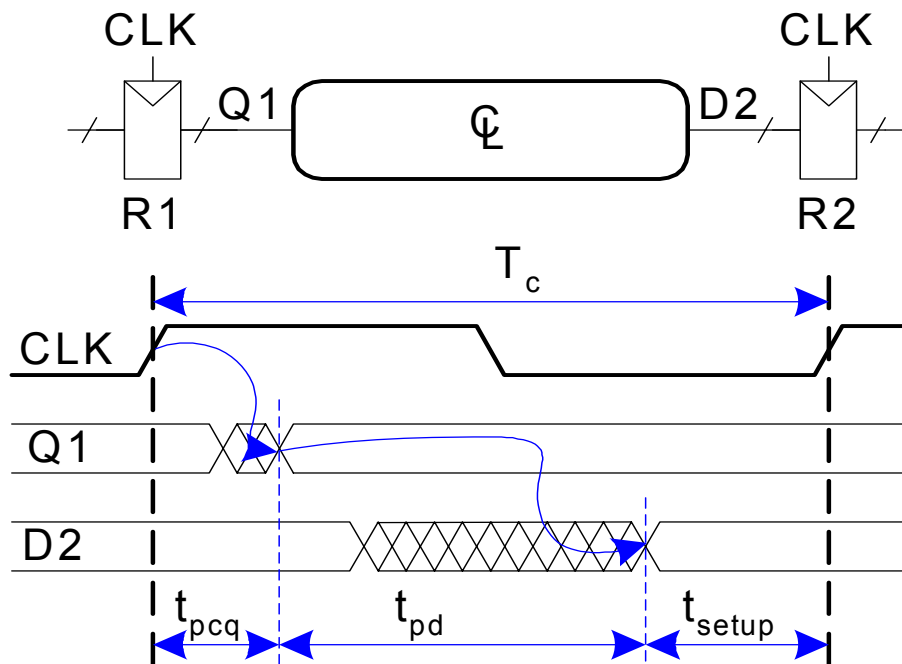 CLK CLK
Q1 CL D2
R1 R2
Tc
CLK
Q1
D2
tpcq tpd tsetup